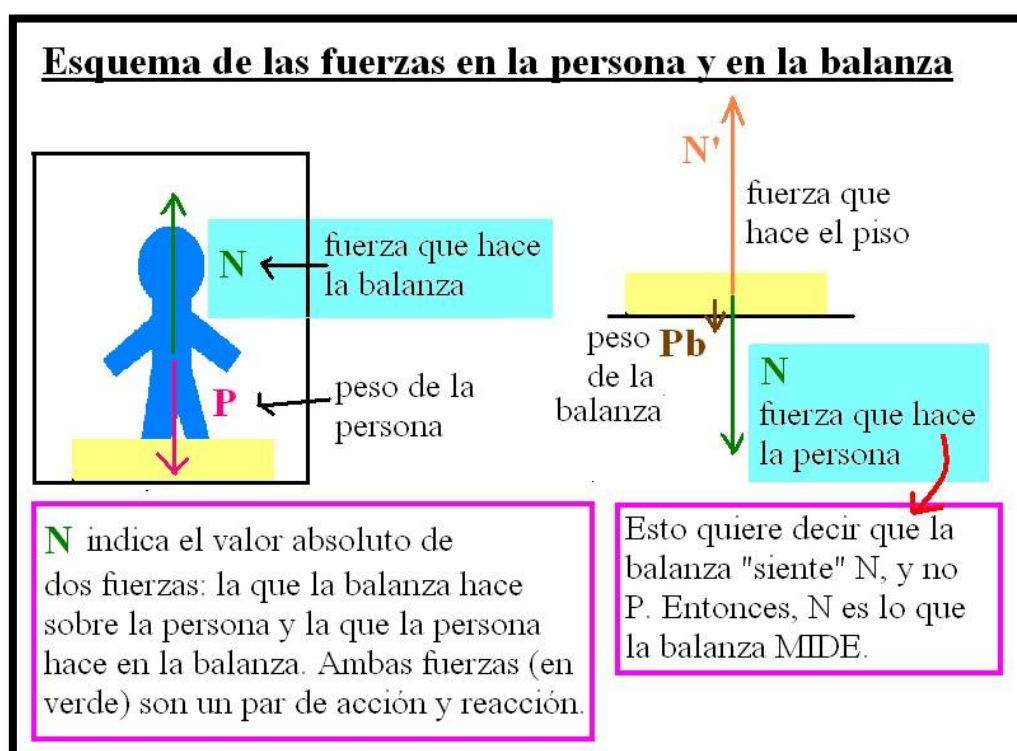 Esquema de las fuerzas en la persona y en la balanza
N
fuerza que hace
la balanza
P
peso de la
persona
N'
fuerza que
hace el piso
peso
de la
balanza
Pb
N
fuerza que hace
la persona
N indica el valor absoluto de
dos fuerzas: la que la balanza hace
sobre la persona y la que la persona
hace en la balanza. Ambas fuerzas (en
verde) son un par de acción y reacción.
Esto quiere decir que la
balanza "siente" N, y no
P. Entonces, N es lo que
la balanza MIDE.